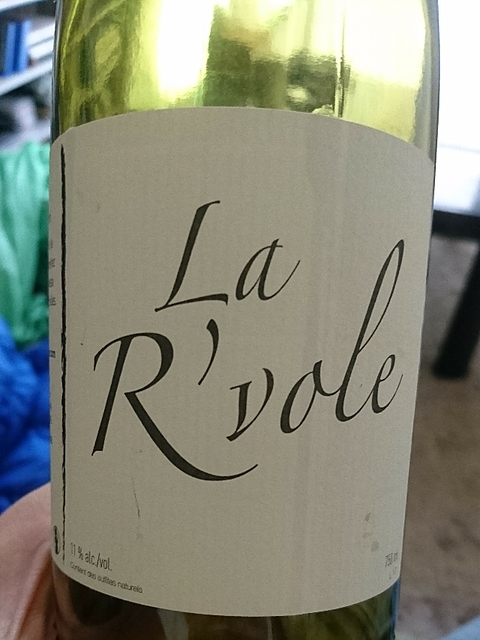 La
R'vole
11 % alc./vol.
Contient des sulfites naturels
750 ml